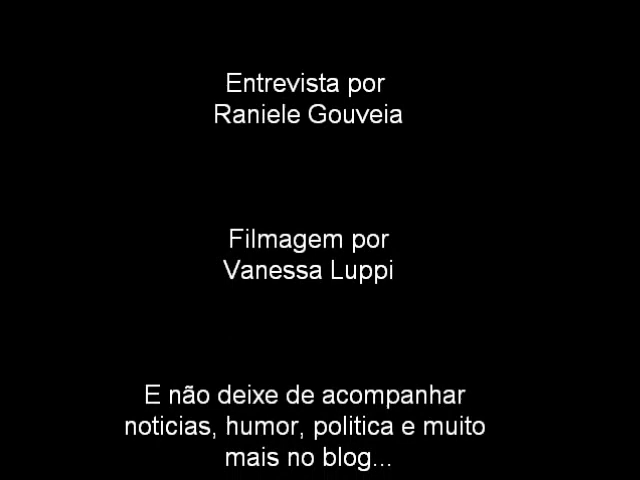 Entrevista por
Raniele Gouveia
Filmagem por
Vanessa Luppi
E não deixe de acompanhar
noticias, humor, politica e muito
mais no blog...